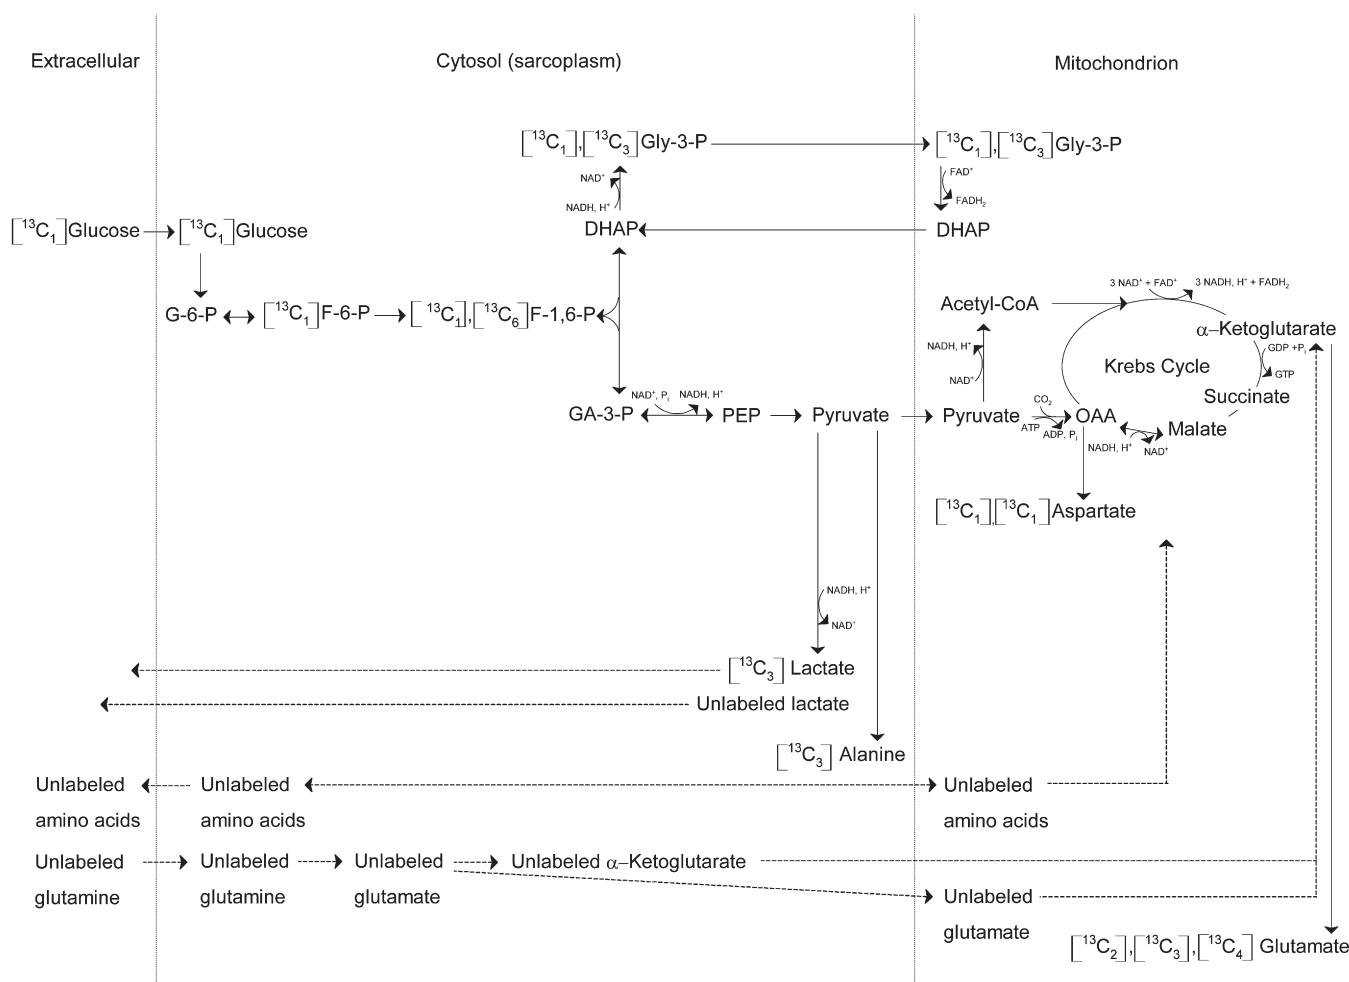 Extracellular
Cytosol (sarcoplasm)
Mitochondrion
[¹³C₁],[¹³C₃]Gly-3-P
[¹³C₁],[¹³C₃]Gly-3-P
NAD⁺
NADH, H⁺
FAD⁺
FADH₂
[¹³C₁]Glucose
[¹³C₁]Glucose
DHAP
DHAP
G-6-P
[¹³C₁]F-6-P
[¹³C₁],[¹³C₆]F-1,6-P
Acetyl-CoA
3 NAD⁺ + FAD⁺
3 NADH, H⁺ + FADH₂
α–Ketoglutarate
GDP +Pᵢ
GTP
Krebs Cycle
Succinate
NADH, H⁺
NAD⁺
GA-3-P
NAD⁺, Pᵢ
NADH, H⁺
PEP
Pyruvate
Pyruvate
CO₂
ATP
ADP, Pᵢ
OAA
NADH, H⁺
NAD⁺
Malate
[¹³C₁],[¹³C₁]Aspartate
NADH, H⁺
NAD⁺
[¹³C₃] Lactate
Unlabeled lactate
[¹³C₃] Alanine
Unlabeled
amino acids
Unlabeled
amino acids
Unlabeled
amino acids
Unlabeled
glutamine
Unlabeled
glutamine
Unlabeled
glutamate
Unlabeled α–Ketoglutarate
Unlabeled
glutamate
[¹³C₂],[¹³C₃],[¹³C₄] Glutamate